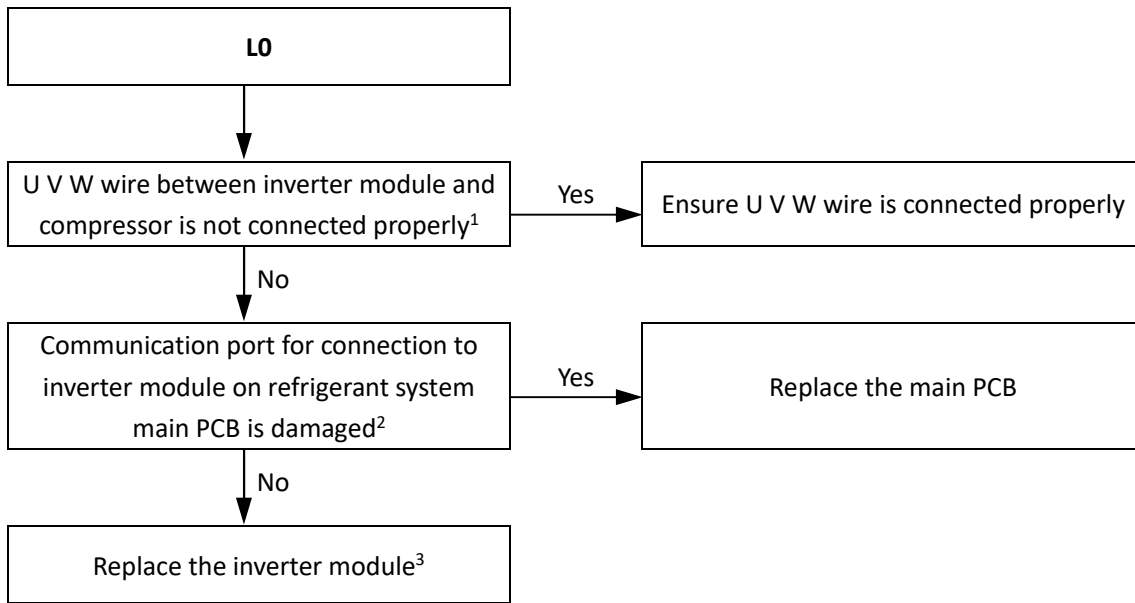 L0
U V W wire between inverter module and
compressor is not connected properly¹
Yes
Ensure U V W wire is connected properly
No
Communication port for connection to
inverter module on refrigerant system
main PCB is damaged²
Yes
Replace the main PCB
No
Replace the inverter module³